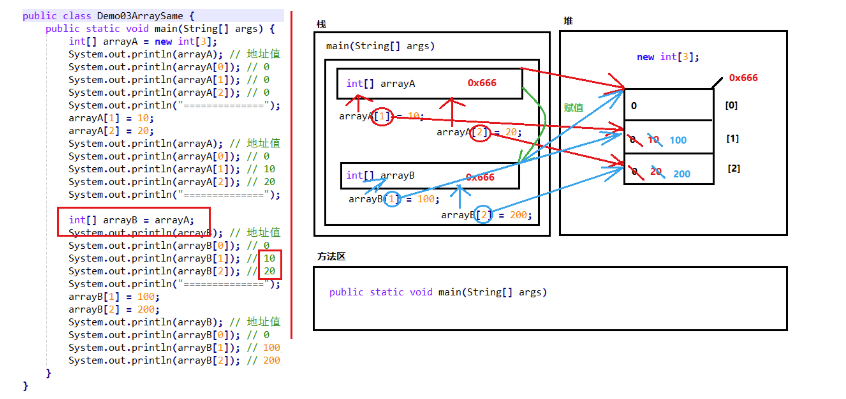 public class Demo03ArraySame {
public static void main(String[] args) {
int[] arrayA = new int[3];
System.out.println(arrayA); // 地址值
System.out.println(arrayA[0]); // 0
System.out.println(arrayA[1]); // 0
System.out.println(arrayA[2]); // 0
System.out.println("==============");
arrayA[1] = 10;
arrayA[2] = 20;
System.out.println(arrayA); // 地址值
System.out.println(arrayA[0]); // 0
System.out.println(arrayA[1]); // 10
System.out.println(arrayA[2]); // 20
System.out.println("==============");
int[] arrayB = arrayA;
System.out.println(arrayB); // 地址值
System.out.println(arrayB[0]); // 0
System.out.println(arrayB[1]); // 10
System.out.println(arrayB[2]); // 20
System.out.println("==============");
arrayB[1] = 100;
arrayB[2] = 200;
System.out.println(arrayB); // 地址值
System.out.println(arrayB[0]); // 0
System.out.println(arrayB[1]); // 100
System.out.println(arrayB[2]); // 200
}
}
栈
main(String[] args)
int[] arrayA 0x666
arrayA[1] = 10;
arrayA[2] = 20;
int[] arrayB 0x666
arrayB[1] = 100;
arrayB[2] = 200;
赋值
堆
new int[3];
0x666
0 [0]
0 10 100 [1]
0 20 200 [2]
方法区
public static void main(String[] args)